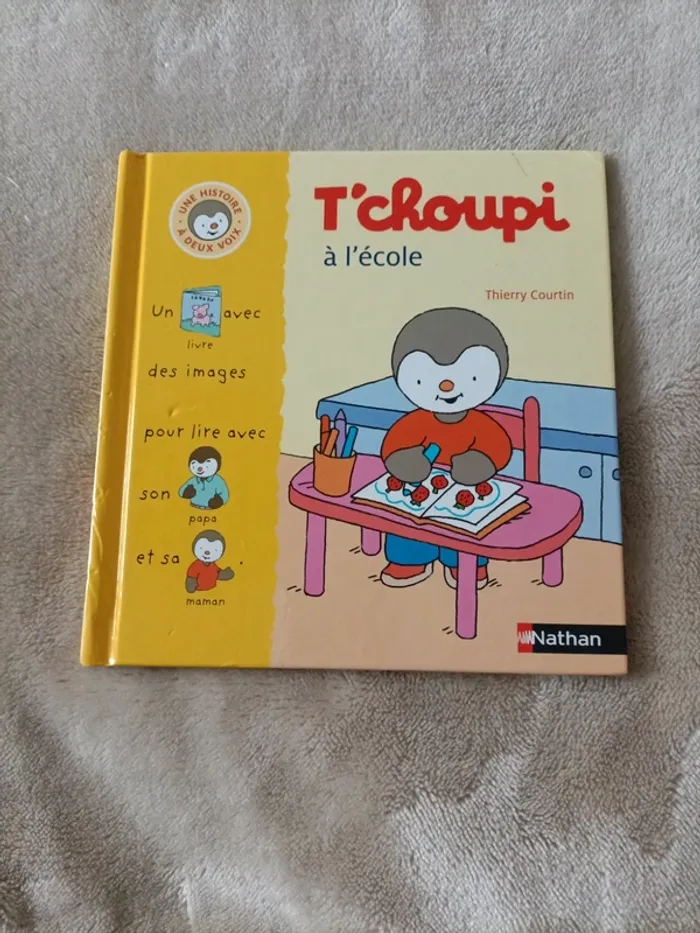 UNE HISTOIRE
À DEUX VOIX
Un avec
livre
des images
pour lire avec
son
papa
et sa .
maman
T'choupi
à l'école
Thierry Courtin
Nathan